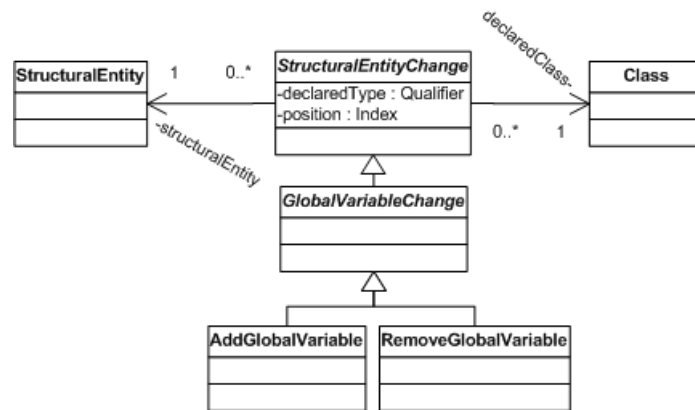 StructuralEntity
1
0..*
StructuralEntityChange
-declaredType : Qualifier
-position : Index
declaredClass-
Class
0..*
1
-structuralEntity
GlobalVariableChange
AddGlobalVariable
RemoveGlobalVariable